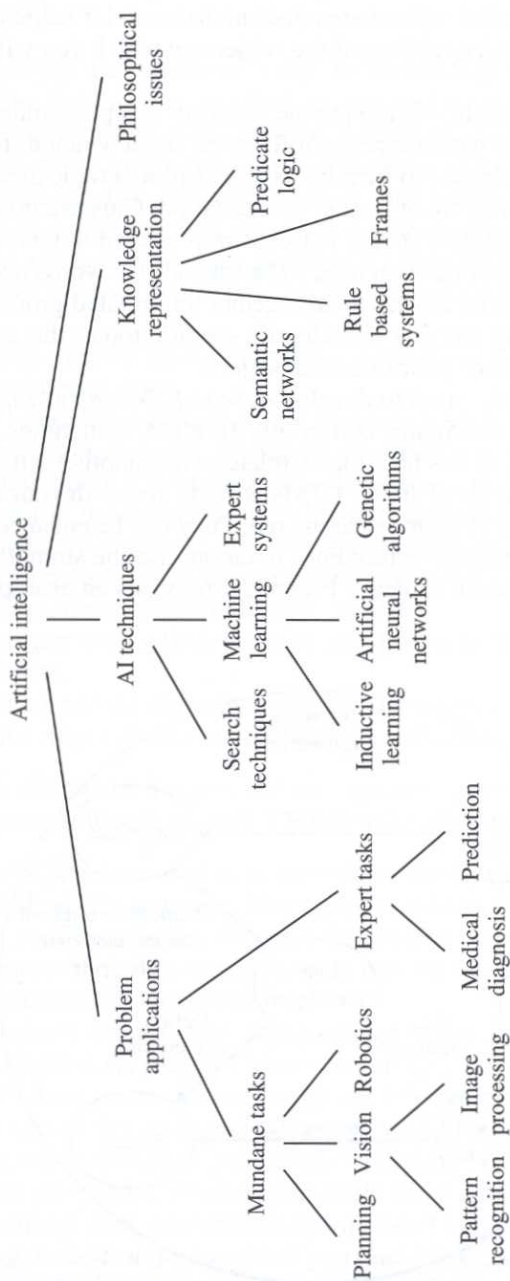 Artificial intelligence
Problem
applications
AI techniques
Knowledge
representation
Philosophical
issues
Mundane tasks
Expert tasks
Search
techniques
Machine
learning
Expert
systems
Semantic
networks
Rule
based
systems
Frames
Predicate
logic
Planning
Vision
Robotics
Medical
diagnosis
Prediction
Inductive
learning
Artificial
neural
networks
Genetic
algorithms
Pattern
recognition
Image
processing